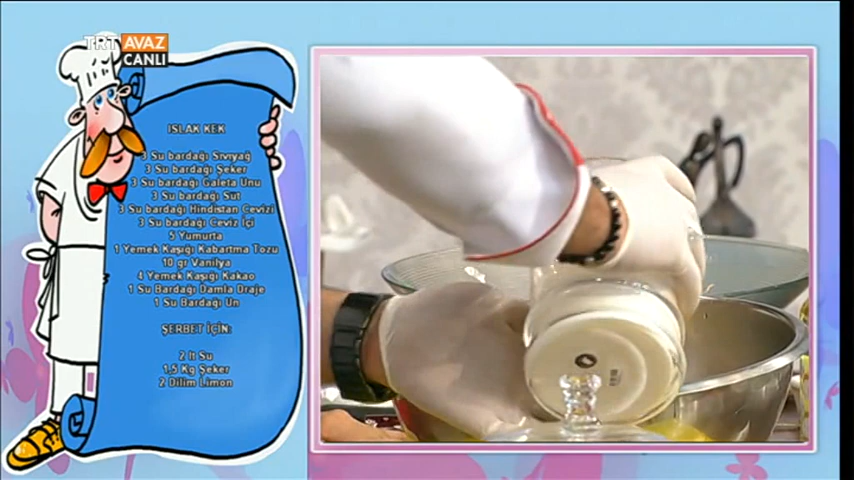 TRT AVAZ
CANLI
ISLAK KEK
3 Su bardağı Sıvıyağ
3 Su bardağı Şeker
3 Su bardağı Galeta Unu
3 Su bardağı Süt
3 Su bardağı Hindistan Cevizi
3 Su bardağı Ceviz İçi
5 Yumurta
1 Yemek Kaşığı Kabartma Tozu
10 gr Vanilya
4 Yemek Kaşığı Kakao
1 Su Bardağı Damla Draje
1 Su Bardağı Un
ŞERBET İÇİN:
2 lt Su
1,5 Kg Şeker
2 Dilim Limon